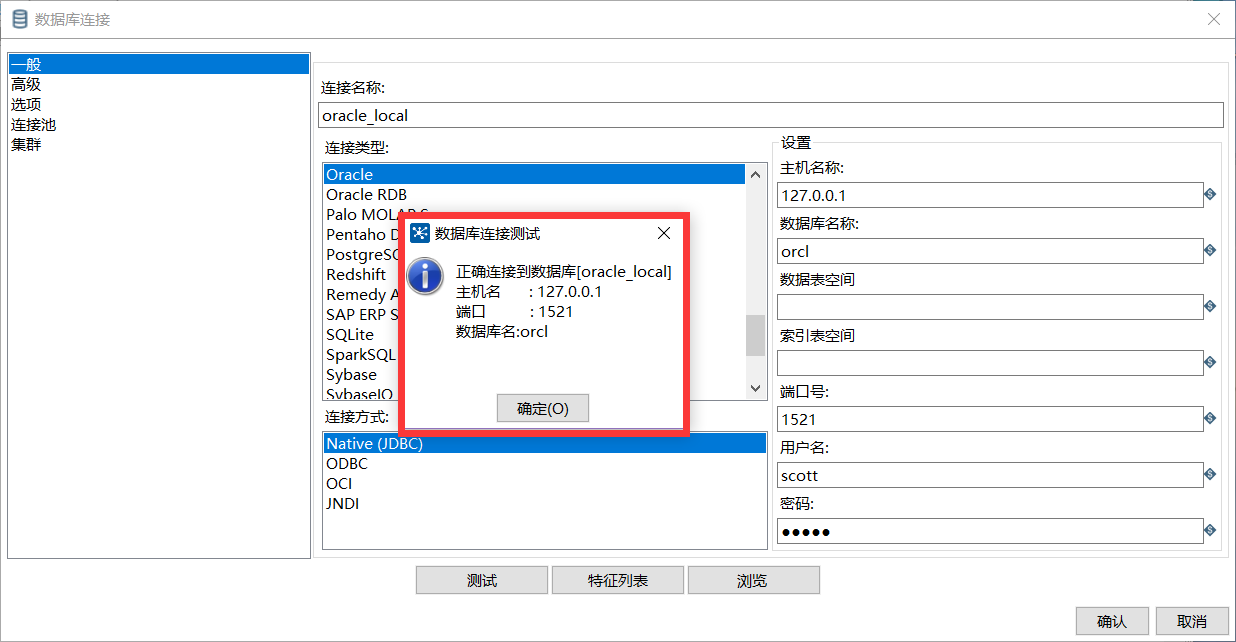 数据库连接
一般
高级
选项
连接池
集群
连接名称:
oracle_local
连接类型:
Oracle
Oracle RDB
Palo MOLAP S
Pentaho D
PostgreSQ
Redshift
Remedy A
SAP ERP S
SQLite
SparkSQL
Sybase
SybaseIQ
连接方式:
Native (JDBC)
ODBC
OCI
JNDI
数据库连接测试
正确连接到数据库[oracle_local]
主机名 : 127.0.0.1
端口 : 1521
数据库名:orcl
确定(O)
设置
主机名称:
127.0.0.1
数据库名称:
orcl
数据表空间
索引表空间
端口号:
1521
用户名:
scott
密码:
●●●●●
测试 特征列表 浏览
确认 取消